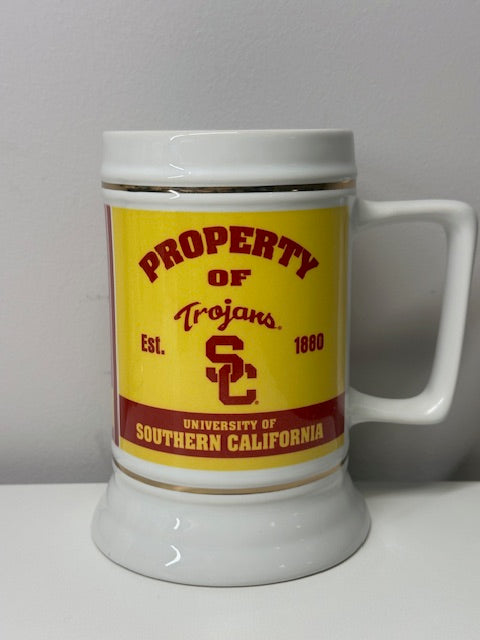 PROPERTY
OF
Trojans®
Est. SC® 1880
UNIVERSITY OF
SOUTHERN CALIFORNIA